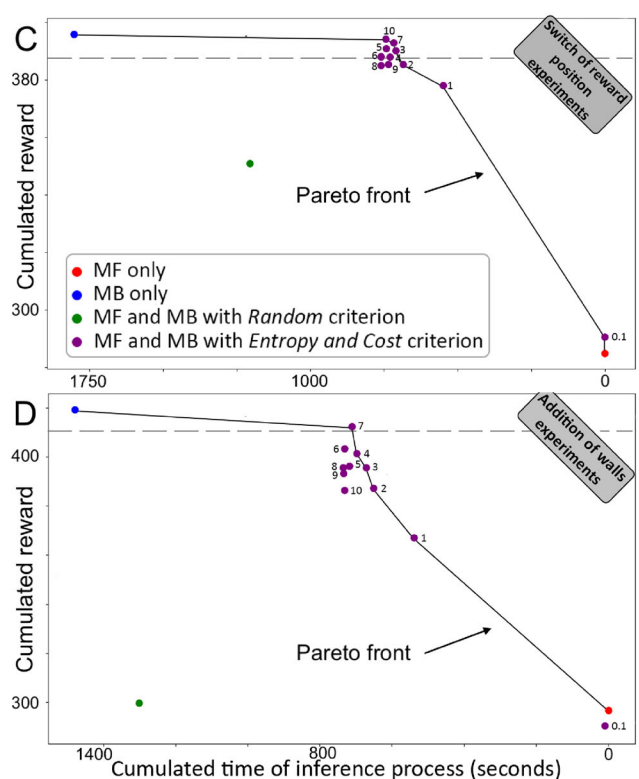 C
Switch of reward
position
experiments
Cumulated reward
380
300
10
7
5
3
6
4
2
8
9
1
Pareto front
0.1
MF only
MB only
MF and MB with Random criterion
MF and MB with Entropy and Cost criterion
1750
1000
0
D
Addition of walls
experiments
Cumulated reward
400
300
7
6
4
8
5
3
9
10
2
1
Pareto front
0.1
1400
800
0
Cumulated time of inference process (seconds)